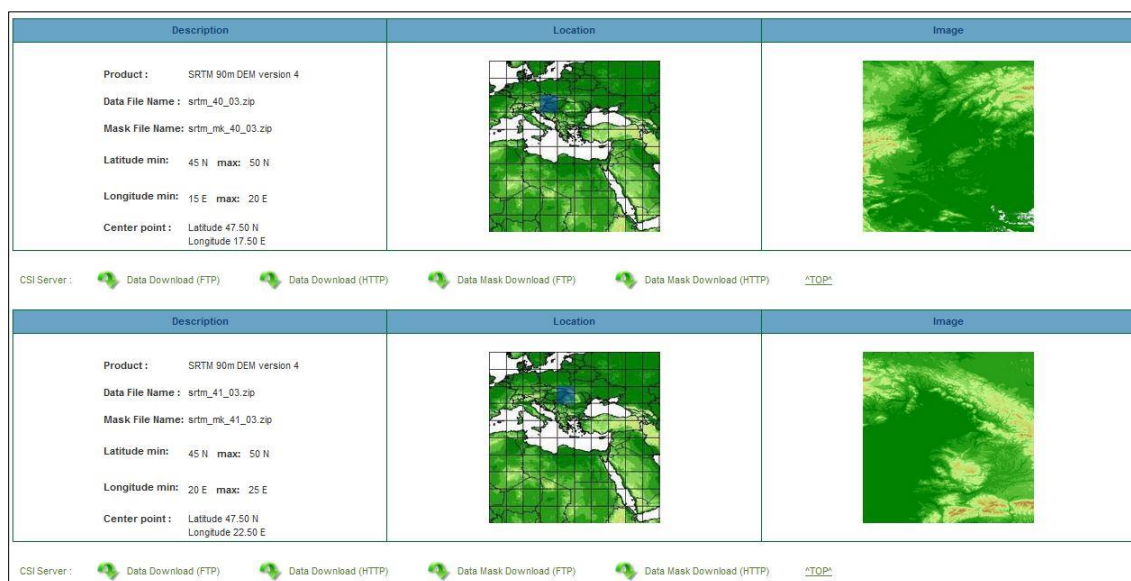 Description Location Image
Product : SRTM 90m DEM version 4
Data File Name : srtm_40_03.zip
Mask File Name: srtm_mk_40_03.zip
Latitude min: 45 N max: 50 N
Longitude min: 15 E max: 20 E
Center point : Latitude 47.50 N
Longitude 17.50 E
CSI Server : Data Download (FTP) Data Download (HTTP) Data Mask Download (FTP) Data Mask Download (HTTP) ^TOP^
Description Location Image
Product : SRTM 90m DEM version 4
Data File Name : srtm_41_03.zip
Mask File Name: srtm_mk_41_03.zip
Latitude min: 45 N max: 50 N
Longitude min: 20 E max: 25 E
Center point : Latitude 47.50 N
Longitude 22.50 E
CSI Server : Data Download (FTP) Data Download (HTTP) Data Mask Download (FTP) Data Mask Download (HTTP) ^TOP^